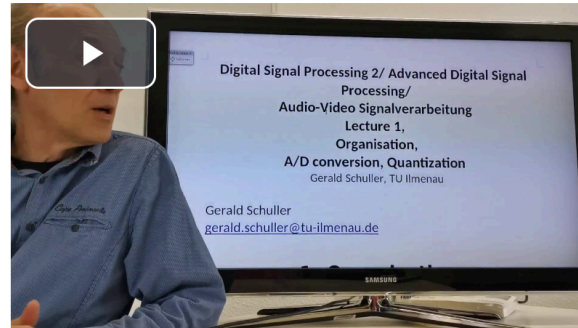 Digital Signal Processing 2/ Advanced Digital Signal
Processing/
Audio-Video Signalverarbeitung
Lecture 1,
Organisation,
A/D conversion, Quantization
Gerald Schuller, TU Ilmenau
Gerald Schuller
gerald.schuller@tu-ilmenau.de
SAMSUNG